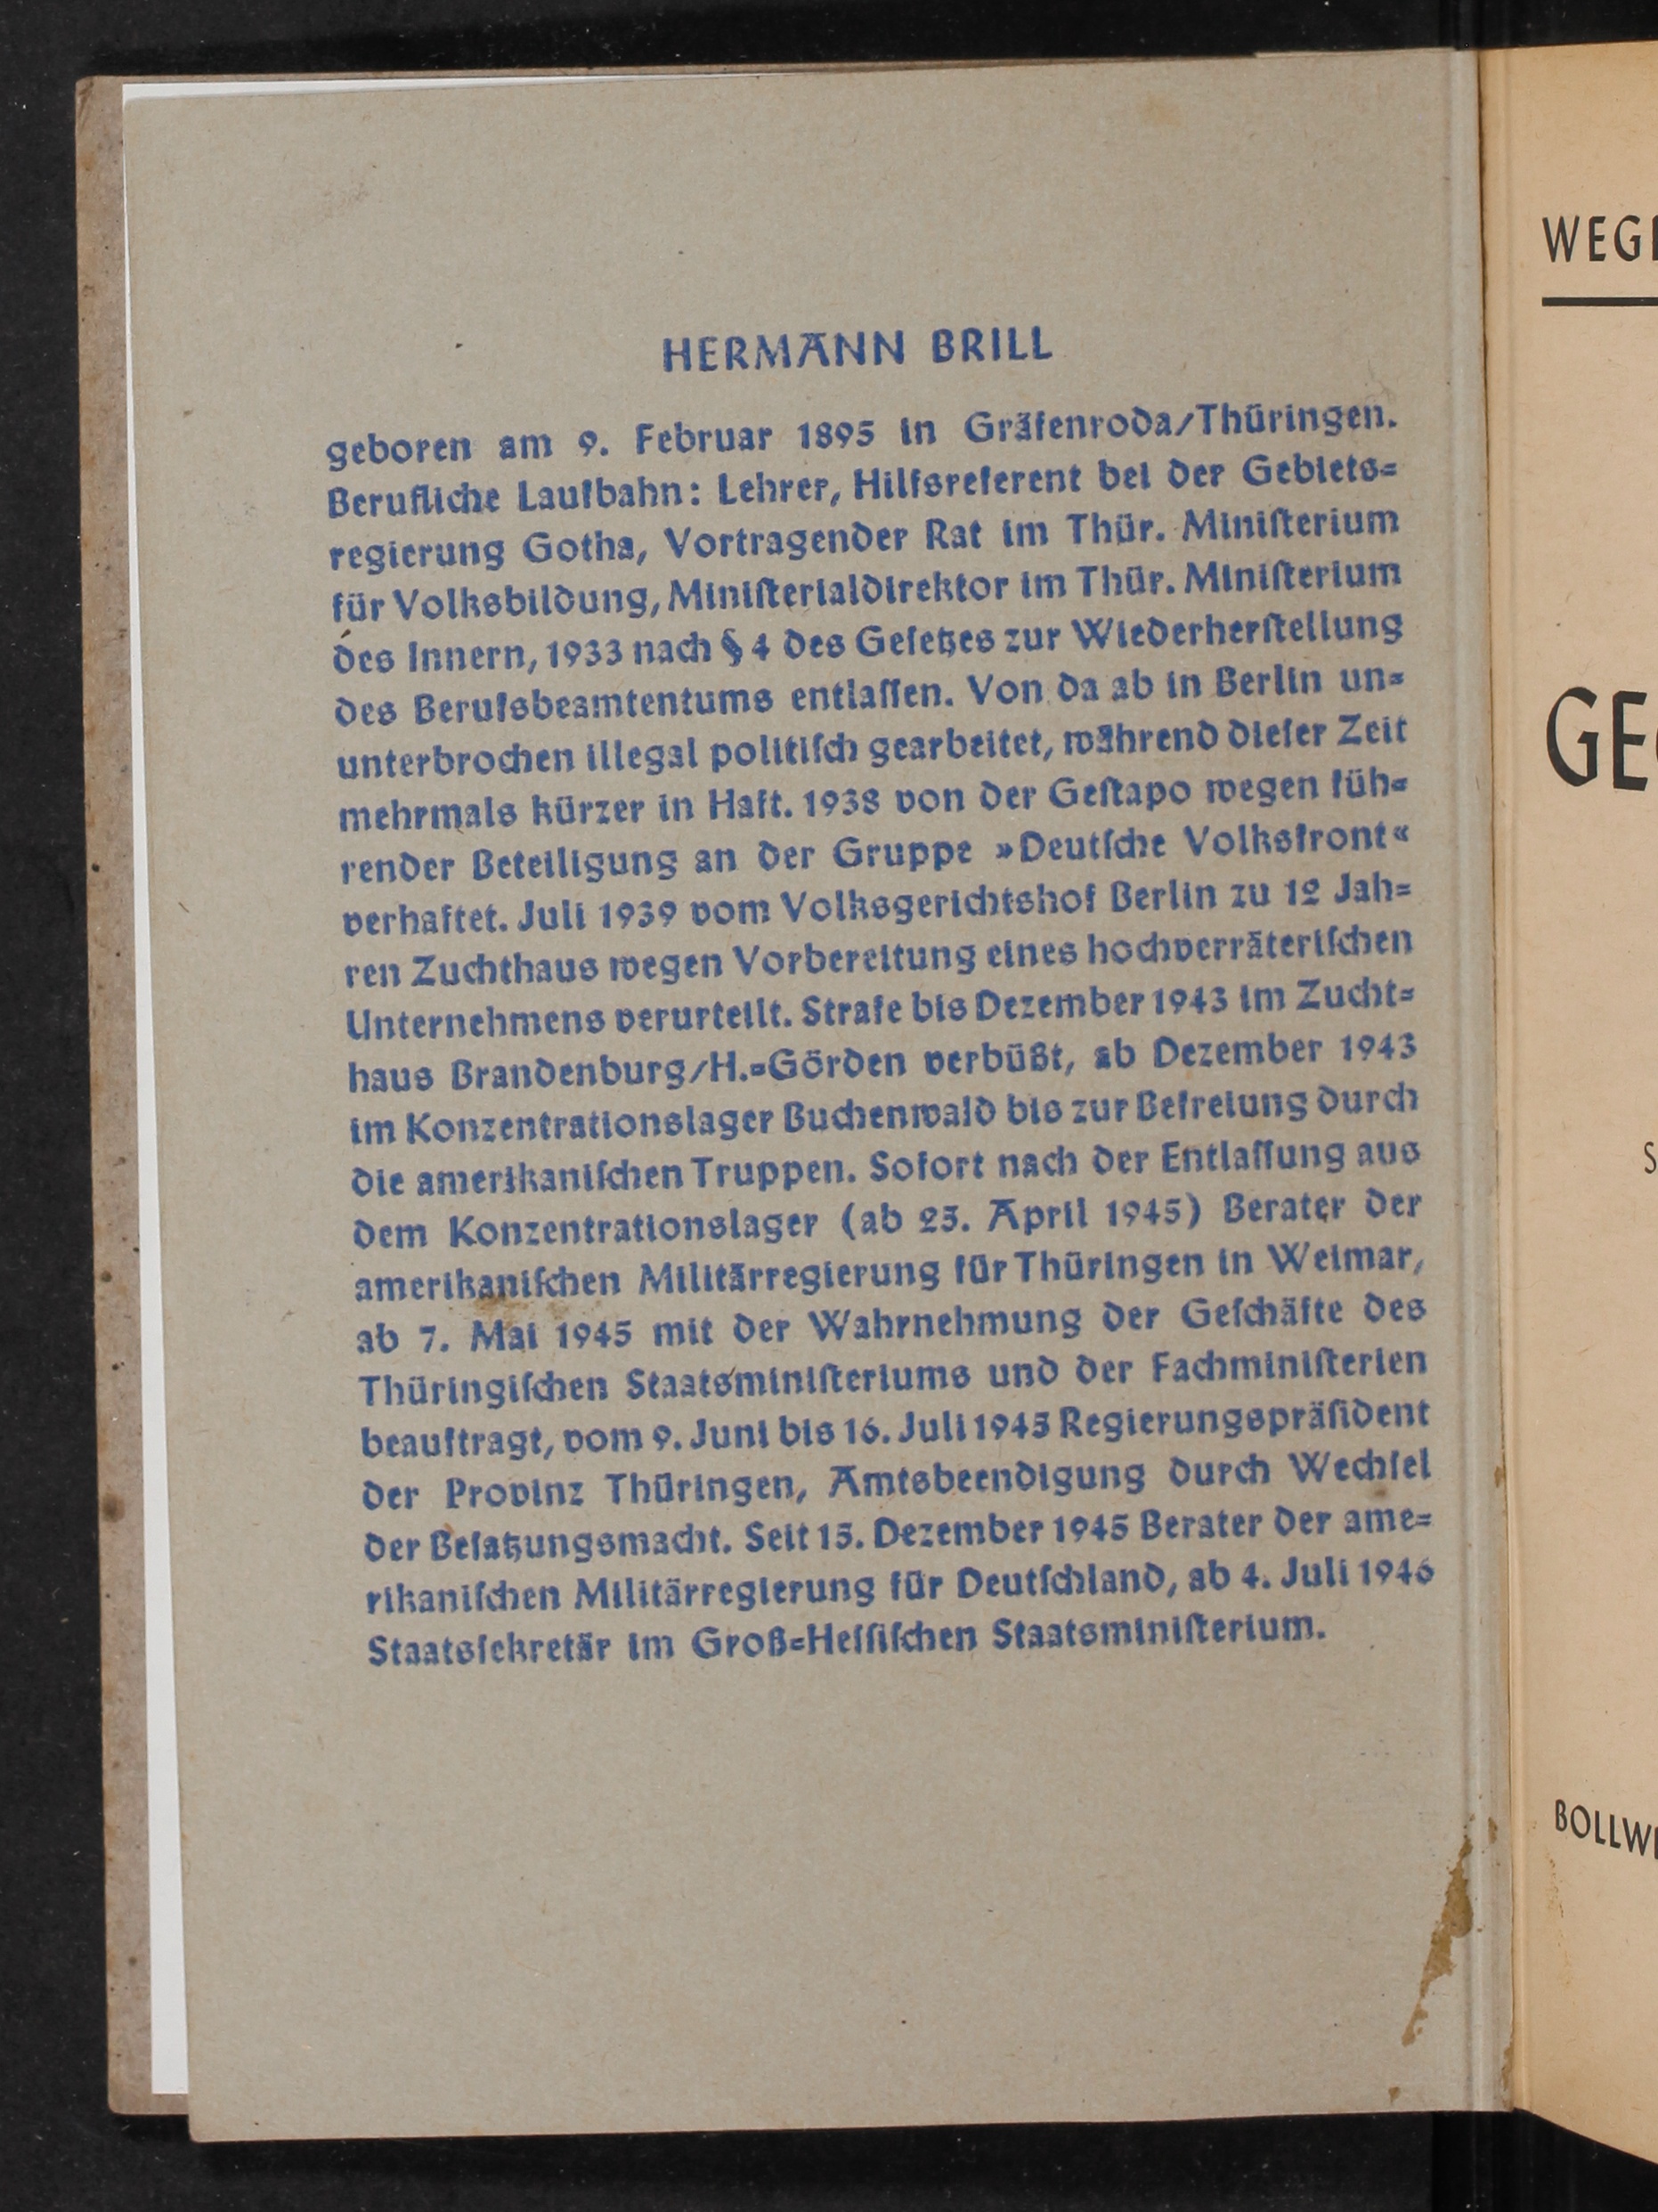 HERMANN BRILL
geboren am 9. Februar 1895 in Gräfenroda/Thüringen.
Berufliche Laufbahn: Lehrer, Hilfsreferent bei der Gebiets=
regierung Gotha, Vortragender Rat im Thür. Miniſterium
für Volksbildung, Miniſterialdirektor im Thür. Miniſterium
des Innern, 1933 nach § 4 des Geſetzes zur Wiederherſtellung
des Berufsbeamtentums entlaſſen. Von da ab in Berlin un=
unterbrochen illegal politiſch gearbeitet, während dieſer Zeit
mehrmals kürzer in Haft. 1938 von der Geſtapo wegen füh=
render Beteiligung an der Gruppe »Deutſche Volksfront«
verhaftet. Juli 1939 vom Volksgerichtshof Berlin zu 12 Jah=
ren Zuchthaus wegen Vorbereitung eines hochverräteriſchen
Unternehmens verurteilt. Strafe bis Dezember 1943 im Zucht=
haus Brandenburg/H.=Görden verbüßt, ab Dezember 1943
im Konzentrationslager Buchenwald bis zur Befreiung durch
die amerikaniſchen Truppen. Sofort nach der Entlaſſung aus
dem Konzentrationslager (ab 25. April 1945) Berater der
amerikaniſchen Militärregierung für Thüringen in Weimar,
ab 7. Mai 1945 mit der Wahrnehmung der Geſchäfte des
Thüringiſchen Staatsminiſteriums und der Fachminiſterien
beauftragt, vom 9. Juni bis 16. Juli 1945 Regierungspräſident
der Provinz Thüringen, Amtsbeendigung durch Wechſel
der Beſatzungsmacht. Seit 15. Dezember 1945 Berater der ame=
rikaniſchen Militärregierung für Deutſchland, ab 4. Juli 1946
Staatsſekretär im Groß=Heſſiſchen Staatsminiſterium.